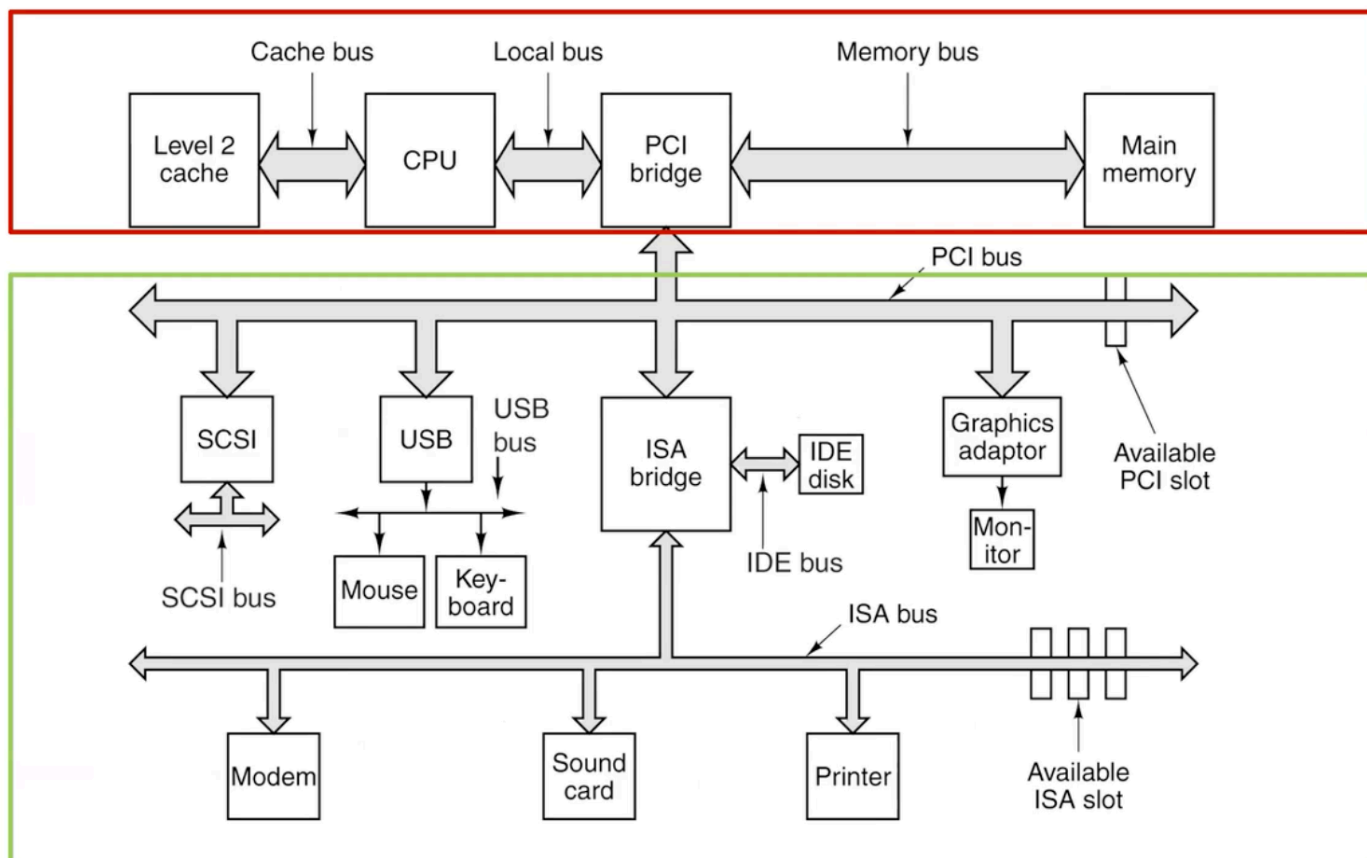 Cache bus
Local bus
Memory bus
Level 2
cache
CPU
PCI
bridge
Main
memory
PCI bus
SCSI
USB
USB
bus
ISA
bridge
IDE
disk
Graphics
adaptor
Available
PCI slot
Mon-
itor
SCSI bus
Mouse
Key-
board
IDE bus
ISA bus
Modem
Sound
card
Printer
Available
ISA slot